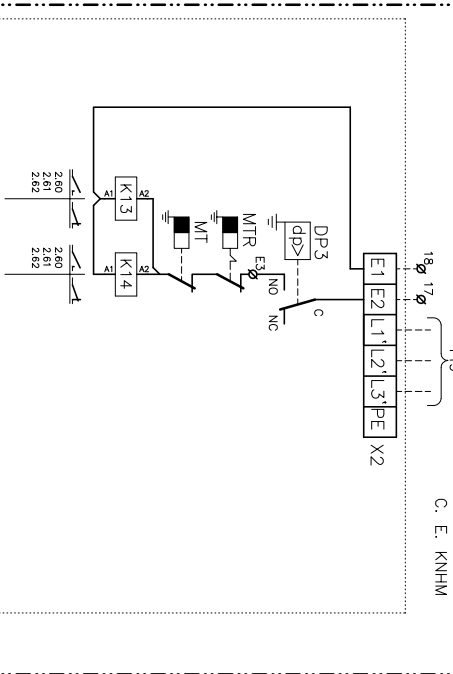 18
17
E1
E2
L1'
L2'
L3'
PE
X2
C. E. KNHM
DP3
dp>
C
NO
NC
E3
MTR
MT
K13
A1
A2
K14
A1
A2
2.60
2.61
2.62
2.60
2.61
2.62